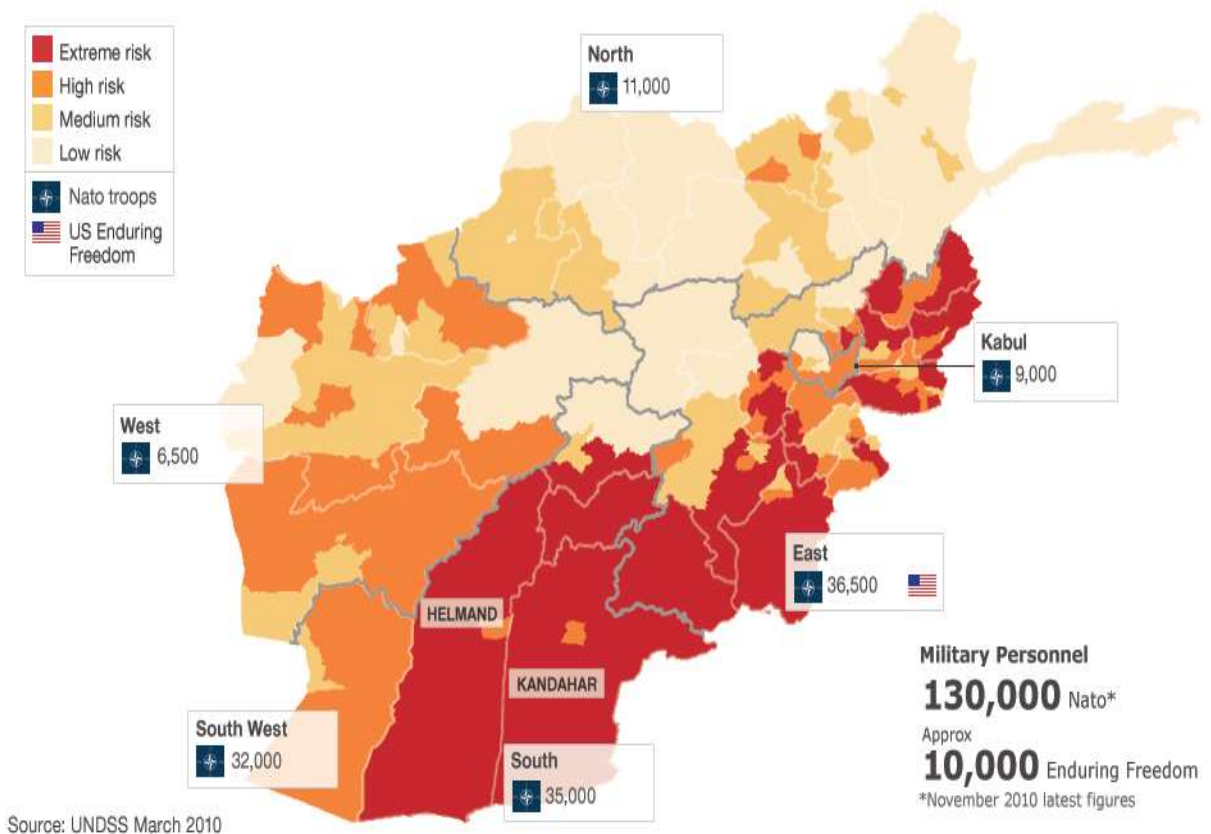 Extreme risk
High risk
Medium risk
Low risk
Nato troops
US Enduring
Freedom
North
11,000
Kabul
9,000
West
6,500
East
36,500
HELMAND
KANDAHAR
South West
32,000
South
35,000
Military Personnel
130,000 Nato*
Approx
10,000 Enduring Freedom
*November 2010 latest figures
Source: UNDSS March 2010